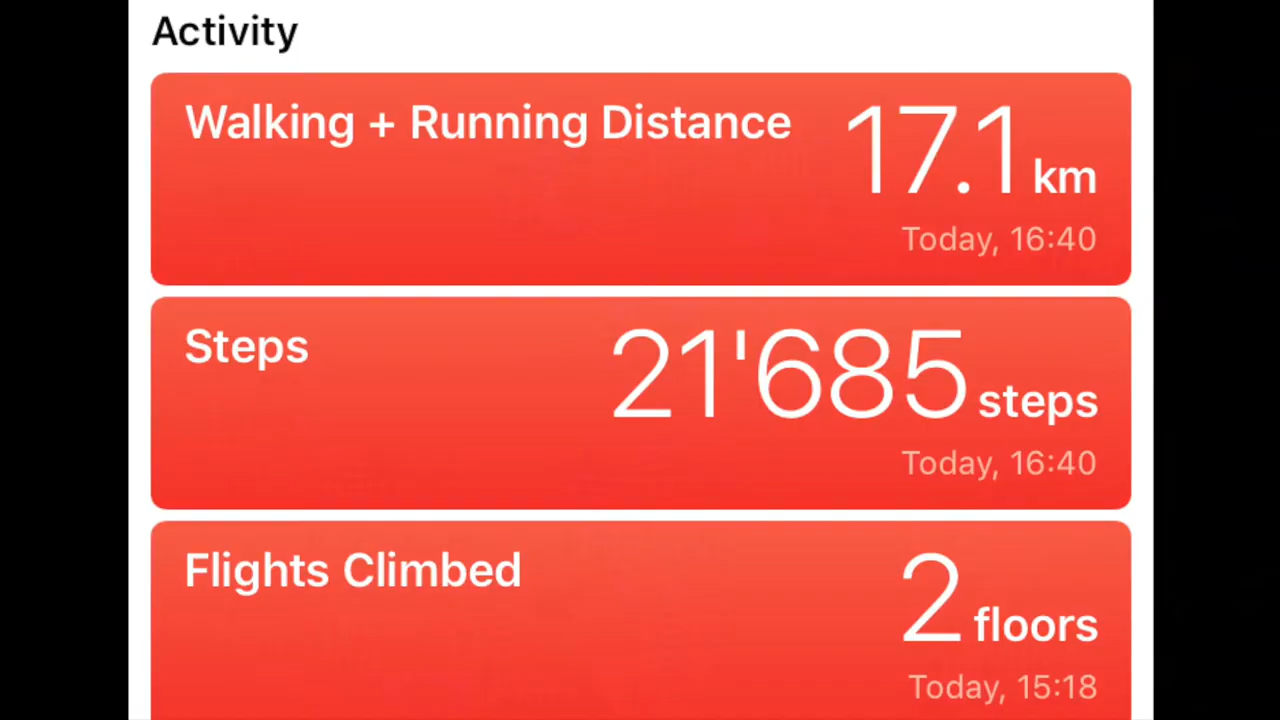 Activity
Walking + Running Distance 17.1 km
Today, 16:40
Steps 21'685 steps
Today, 16:40
Flights Climbed 2 floors
Today, 15:18